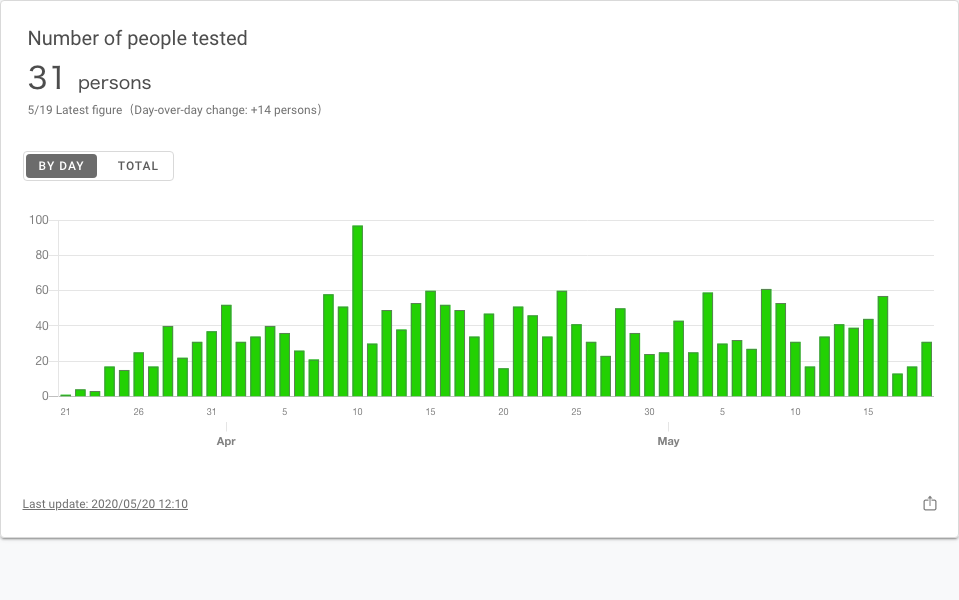 Number of people tested
31 persons
5/19 Latest figure（Day-over-day change: +14 persons）
BY DAY TOTAL
100
80
60
40
20
0
21 26 31 5 10 15 20 25 30 5 10 15
Apr May
Last update: 2020/05/20 12:10